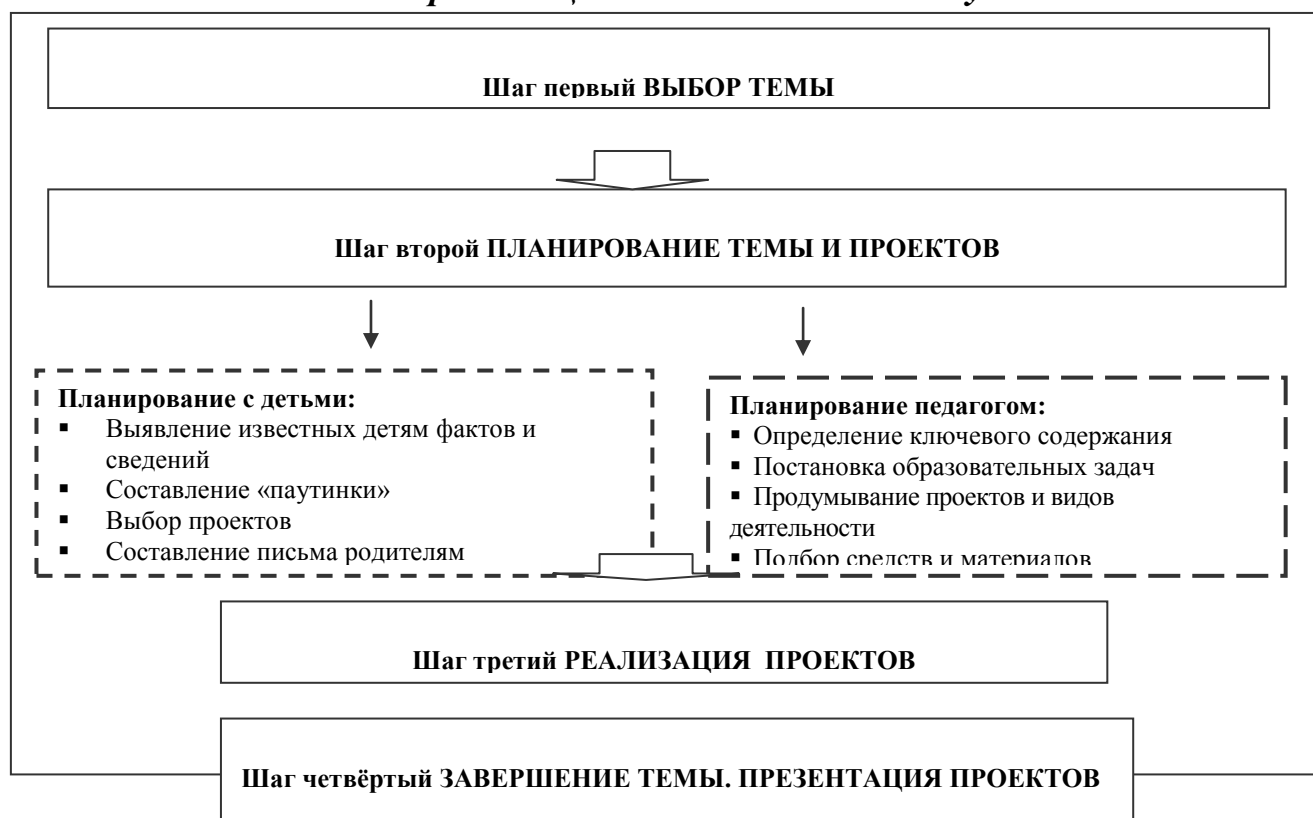 Шаг первый ВЫБОР ТЕМЫ
Шаг второй ПЛАНИРОВАНИЕ ТЕМЫ И ПРОЕКТОВ
Планирование с детьми:
▪ Выявление известных детям фактов и
сведений
▪ Составление «паутинки»
▪ Выбор проектов
▪ Составление письма родителям
Планирование педагогом:
▪ Определение ключевого содержания
▪ Постановка образовательных задач
▪ Продумывание проектов и видов
деятельности
▪ Подбор средств и материалов
Шаг третий РЕАЛИЗАЦИЯ ПРОЕКТОВ
Шаг четвёртый ЗАВЕРШЕНИЕ ТЕМЫ. ПРЕЗЕНТАЦИЯ ПРОЕКТОВ